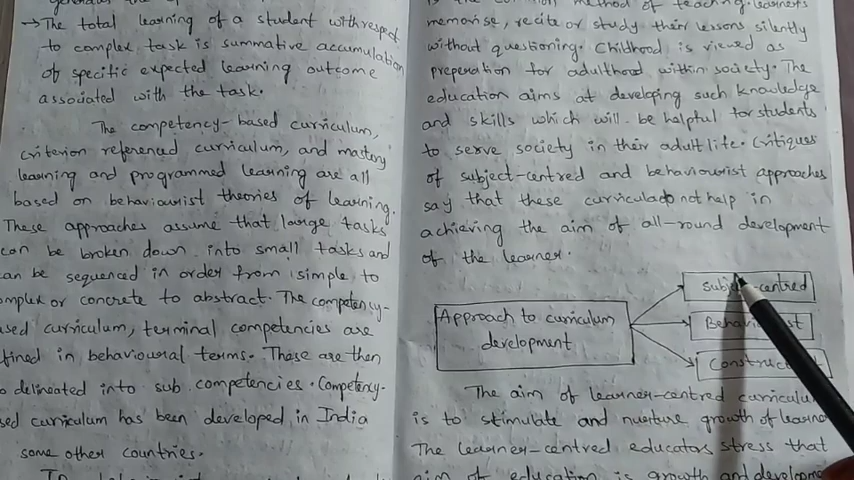 → The total learning of a student with respect
to complex task is summative accumulation
of specific expected learning outcome
associated with the task.
The competency-based curriculum,
criterion referenced curriculum, and mastery
learning and programmed learning are all
based on behaviourist theories of learning.
These approaches assume that large tasks
can be broken down into small tasks and
can be sequenced in order from simple to
complex or concrete to abstract. The competency-
based curriculum, terminal competencies are
defined in behavioural terms. These are then
delineated into sub competencies. Competency-
curriculum has been developed in India
some other countries.
method of teaching. learners
memorise, recite or study their lessons silently
without questioning. Childhood is viewed as
preperation for adulthood within society. The
education aims at developing such knowledge
and skills which will be helpful for students
to serve society in their adult life. Critiques
of subject-centred and behaviourist approaches
say that these curricula do not help in
achieving the aim of all-round development
of the learner.
Approach to curriculum
development
subject-centred
Behaviourist
Construc
The aim of learner-centred curriculum
is to stimulate and nurture growth of learner
The learner-centred educators stress that
aim of education is growth and development